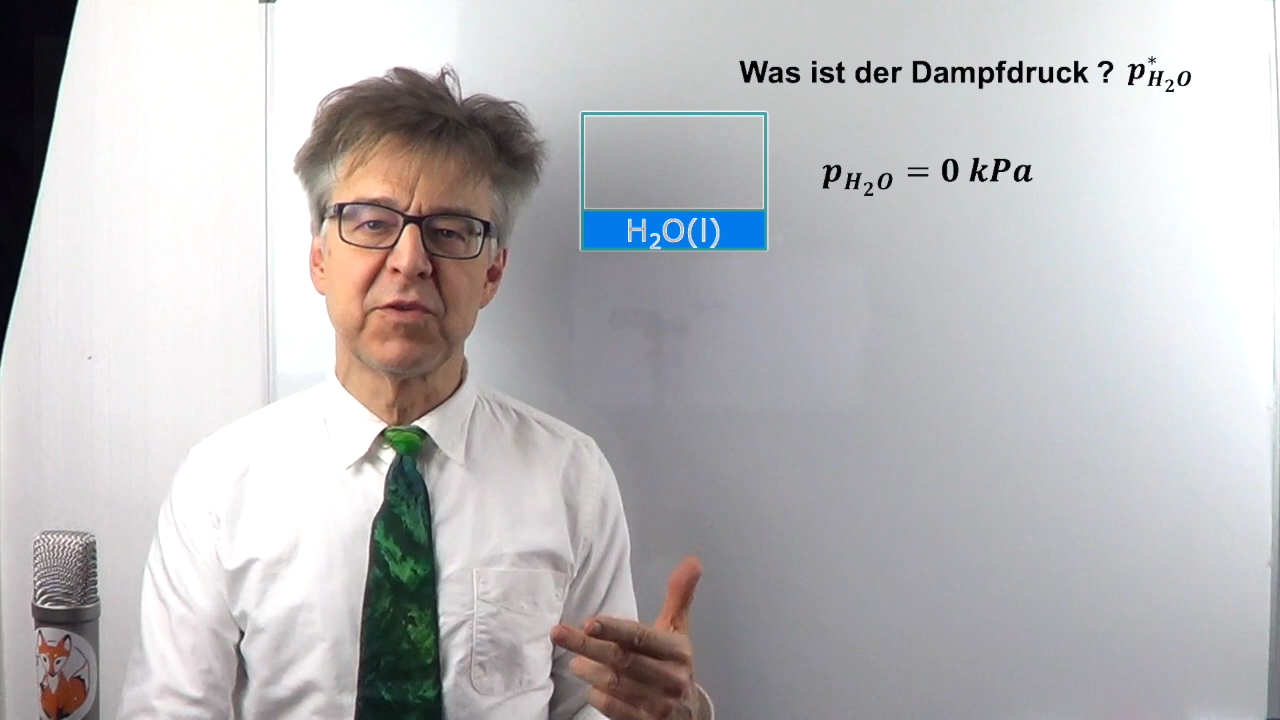 Was ist der Dampfdruck ? p*H₂O
pH₂O = 0 kPa
H₂O(l)